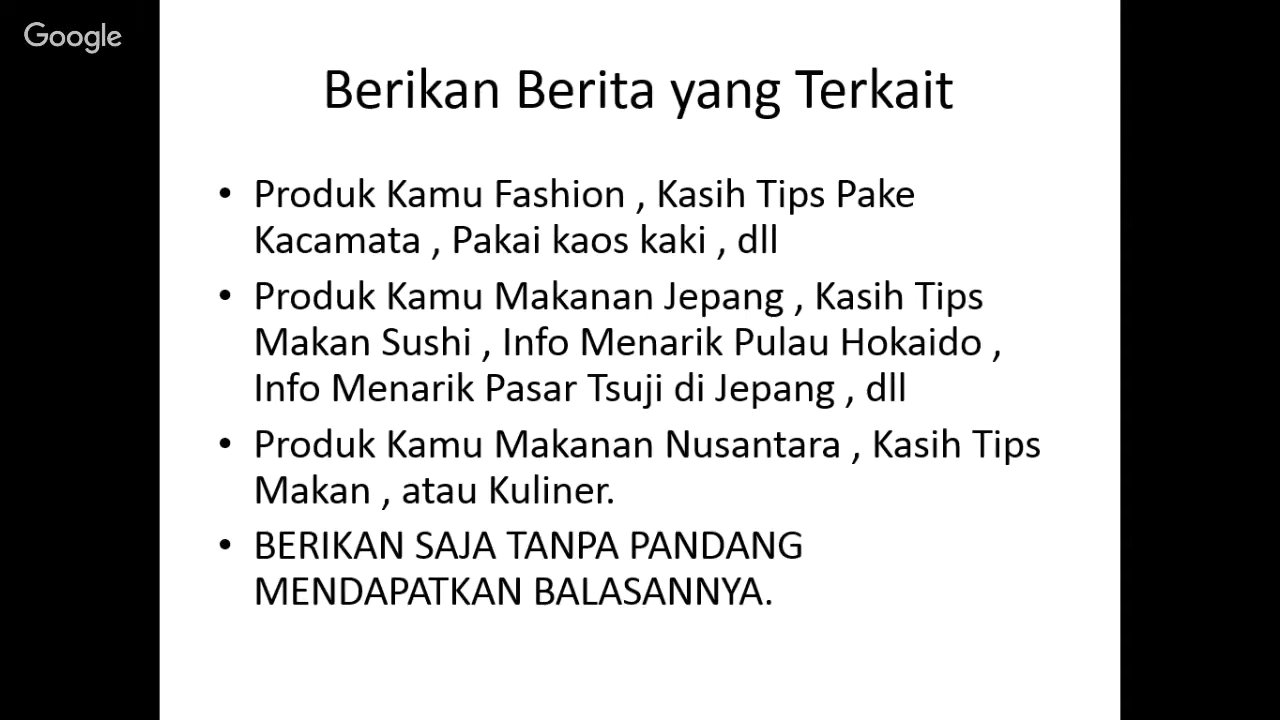 Google
Berikan Berita yang Terkait
• Produk Kamu Fashion , Kasih Tips Pake
Kacamata , Pakai kaos kaki , dll
• Produk Kamu Makanan Jepang , Kasih Tips
Makan Sushi , Info Menarik Pulau Hokaido ,
Info Menarik Pasar Tsuji di Jepang , dll
• Produk Kamu Makanan Nusantara , Kasih Tips
Makan , atau Kuliner.
• BERIKAN SAJA TANPA PANDANG
MENDAPATKAN BALASANNYA.